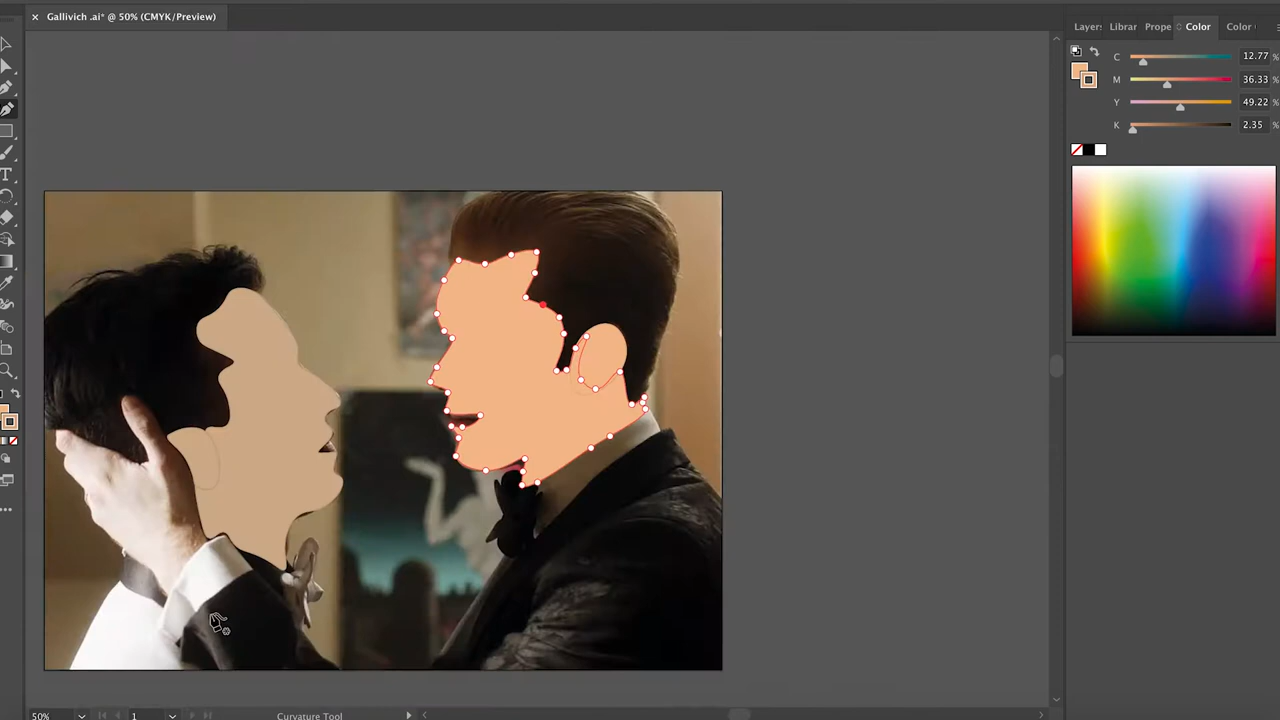 × Gallivich .ai* @ 50% (CMYK/Preview)
Layers Librar Prope Color Color
C 12.77 %
M 36.33 %
Y 49.22 %
K 2.35 %
50% 1 Curvature Tool